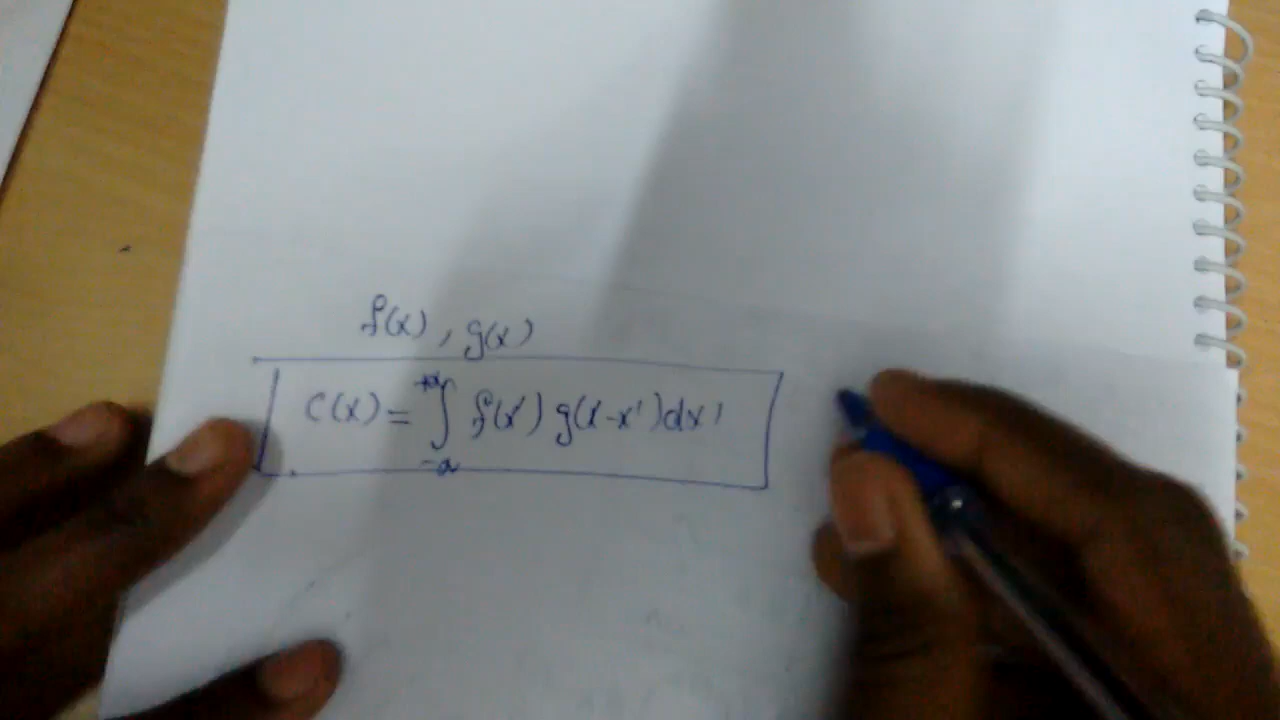 f(x), g(x)
C(x) = ∫_{-α}^{+α} f(x') g(x-x')dx'